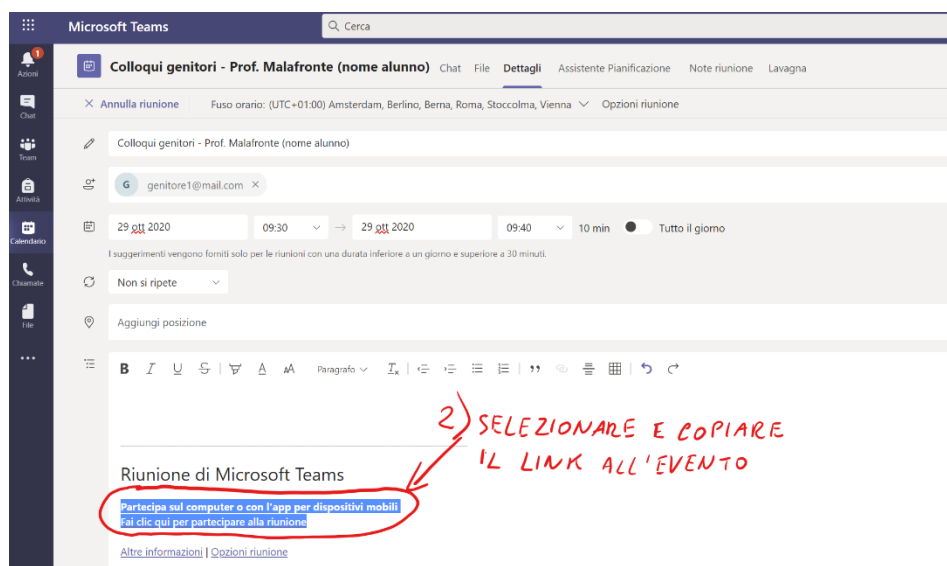 Microsoft Teams
Cerca
1
Azioni
Chat
Team
Attività
Calendario
Chiamate
File
Colloqui genitori - Prof. Malafronte (nome alunno) Chat File Dettagli Assistente Pianificazione Note riunione Lavagna
Annulla riunione Fuso orario: (UTC+01:00) Amsterdam, Berlino, Berna, Roma, Stoccolma, Vienna Opzioni riunione
Colloqui genitori - Prof. Malafronte (nome alunno)
G genitore1@mail.com
29 ott 2020 09:30 → 29 ott 2020 09:40 10 min Tutto il giorno
I suggerimenti vengono forniti solo per le riunioni con una durata inferiore a un giorno e superiore a 30 minuti.
Non si ripete
Aggiungi posizione
B I U S A AA Paragrafo Ix
2) SELEZIONARE E COPIARE
IL LINK ALL'EVENTO
Riunione di Microsoft Teams
Partecipa sul computer o con l'app per dispositivi mobili
Fai clic qui per partecipare alla riunione
Altre informazioni | Opzioni riunione